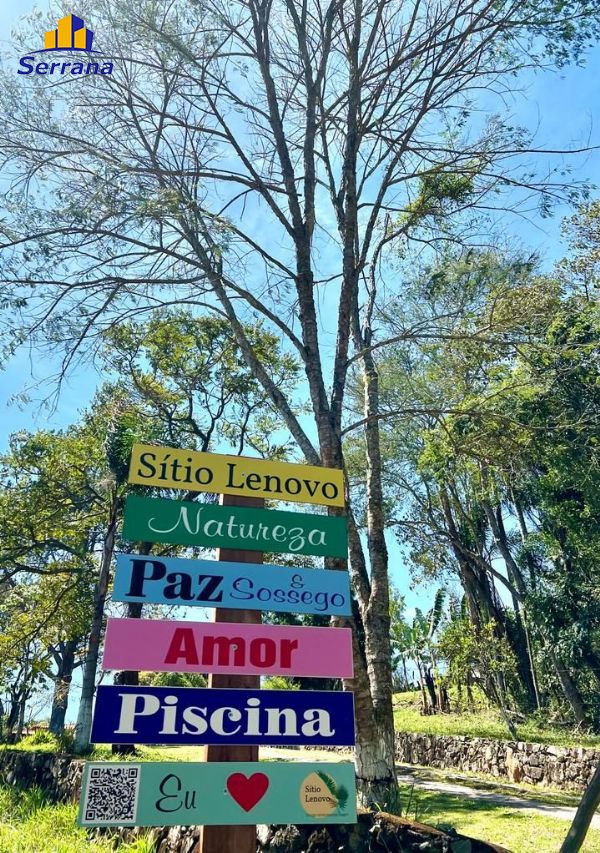 Serrana
Sítio Lenovo
Natureza
Paz & Sossego
Amor
Piscina
Eu
Sítio
Lenovo